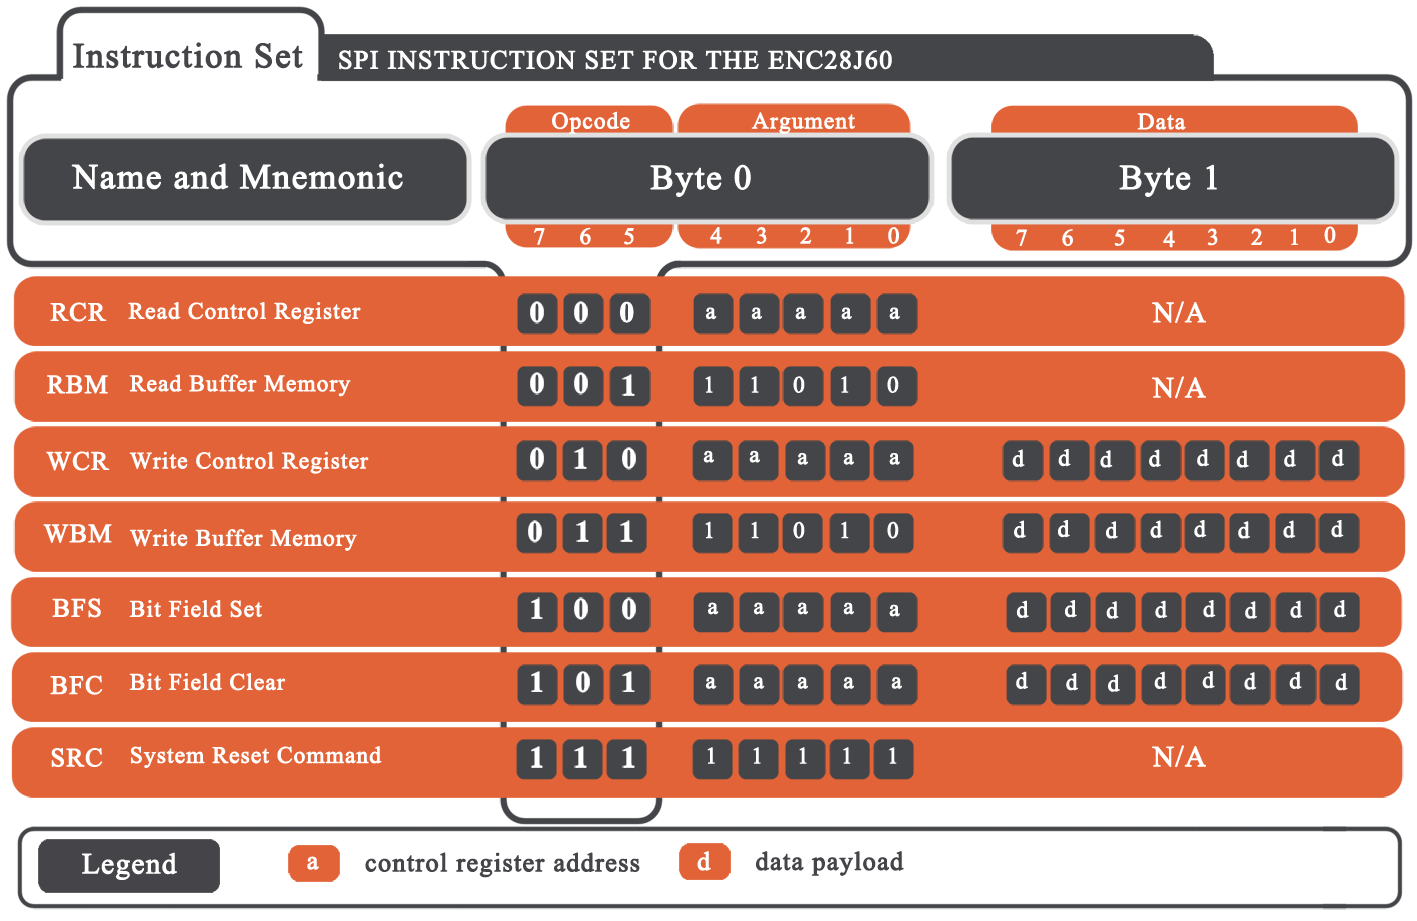 Instruction Set
SPI INSTRUCTION SET FOR THE ENC28J60
Opcode Argument Data
Name and Mnemonic Byte 0 Byte 1
7 6 5 4 3 2 1 0 7 6 5 4 3 2 1 0
RCR Read Control Register 0 0 0 a a a a a N/A
RBM Read Buffer Memory 0 0 1 1 1 0 1 0 N/A
WCR Write Control Register 0 1 0 a a a a a d d d d d d d d
WBM Write Buffer Memory 0 1 1 1 1 0 1 0 d d d d d d d d
BFS Bit Field Set 1 0 0 a a a a a d d d d d d d d
BFC Bit Field Clear 1 0 1 a a a a a d d d d d d d d
SRC System Reset Command 1 1 1 1 1 1 1 1 N/A
Legend a control register address d data payload